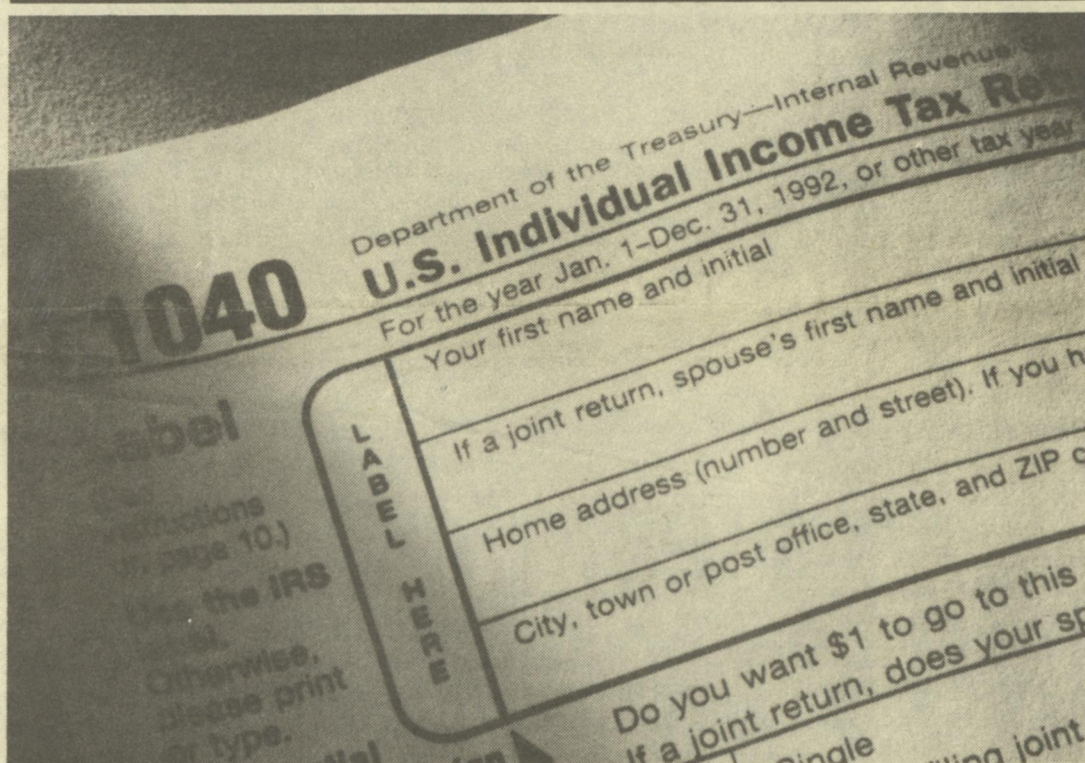 Department of the Treasury—Internal Revenue
1040 U.S. Individual Income Tax
For the year Jan. 1–Dec. 31, 1992, or other tax year
Label
LABEL HERE
Your first name and initial
If a joint return, spouse's first name and initial
Home address (number and street). If you h
City, town or post office, state, and ZIP c
page 10.)
Use the IRS
Otherwise,
please print
or type.
Do you want $1 to go to this
If a joint return, does your sp
Single
filing joint